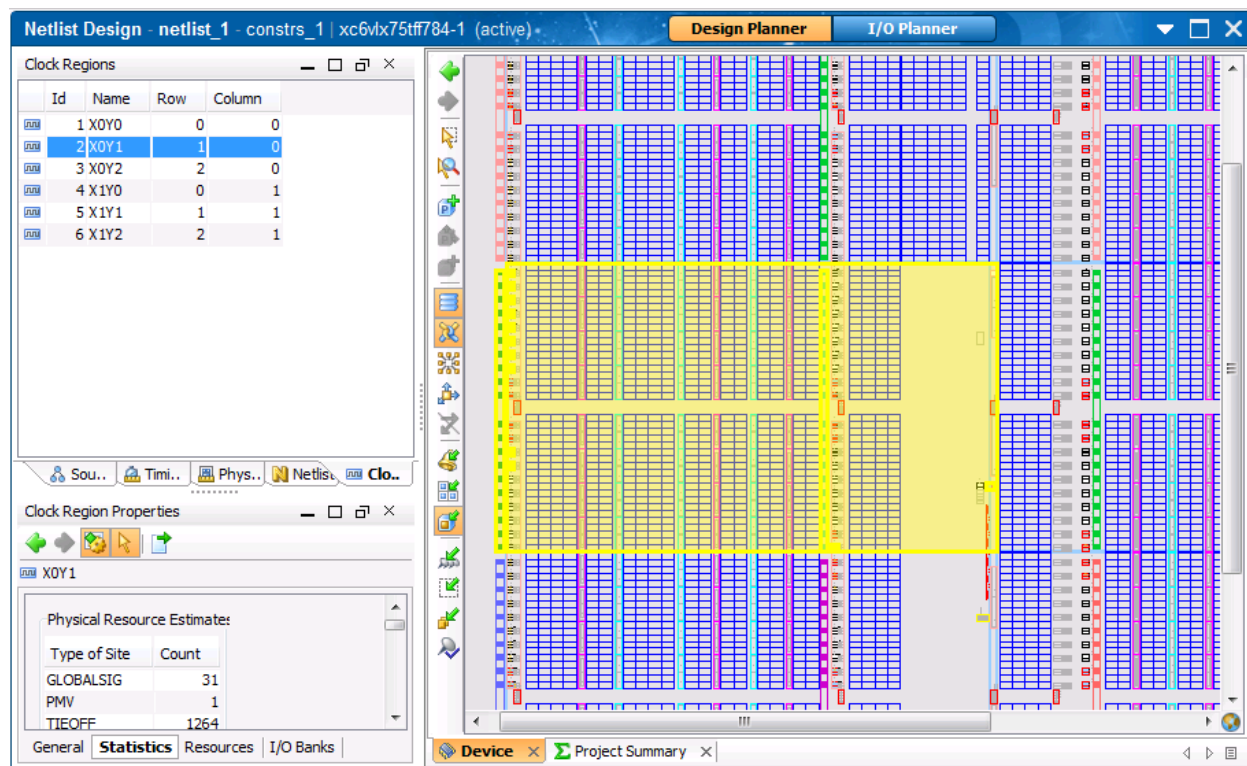 Netlist Design - netlist_1 - constrs_1 | xc6vlx75tff784-1 (active)
Design Planner
I/O Planner
Clock Regions
Id Name Row Column
1 X0Y0 0 0
2 X0Y1 1 0
3 X0Y2 2 0
4 X1Y0 0 1
5 X1Y1 1 1
6 X1Y2 2 1
Sou.. Timi.. Phys.. Netlist Clo..
Clock Region Properties
X0Y1
Physical Resource Estimates
Type of Site Count
GLOBALSIG 31
PMV 1
TIEOFF 1264
General Statistics Resources I/O Banks
Device Project Summary